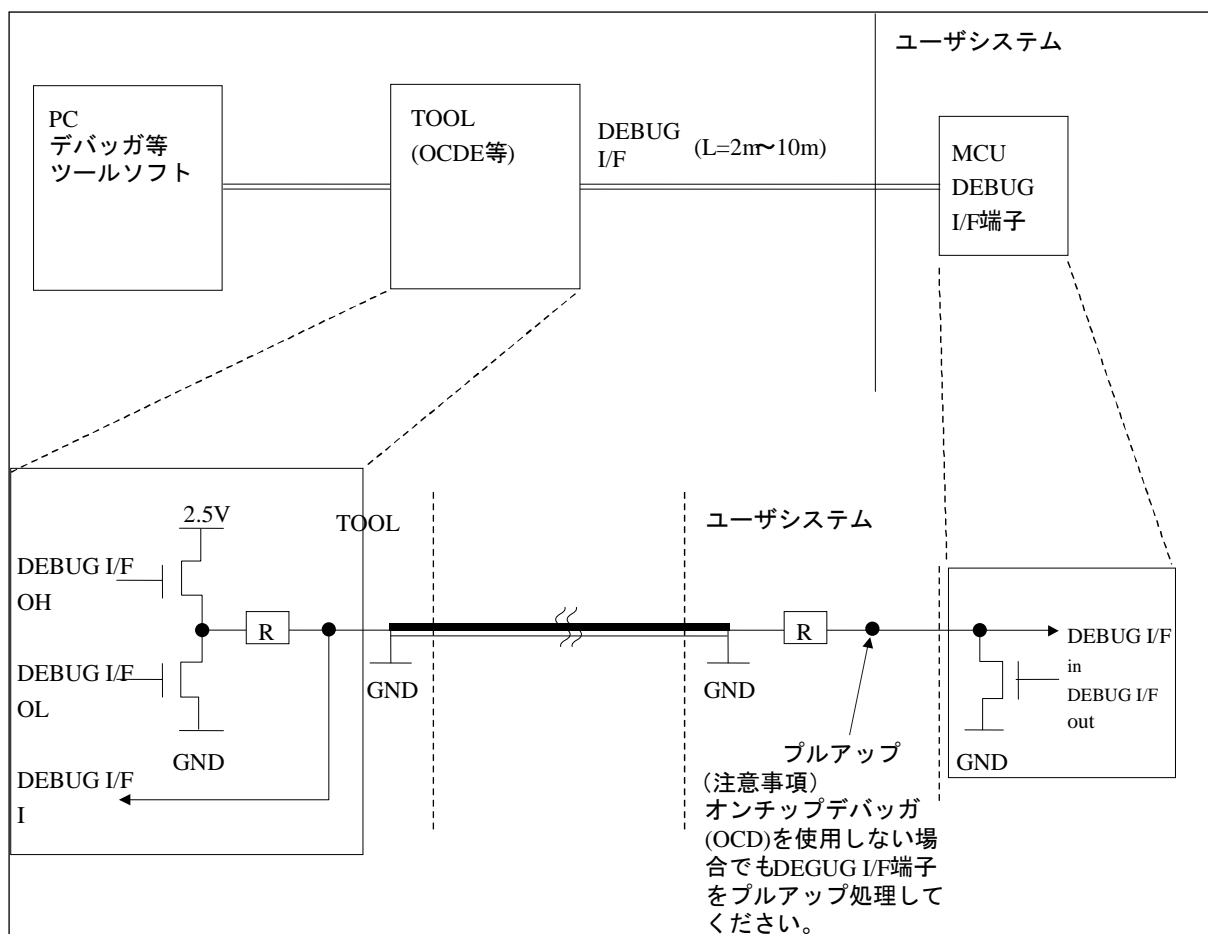 ユーザシステム
PC
デバッガ等
ツールソフト
TOOL
(OCDE等)
DEBUG
I/F
(L=2m~10m)
MCU
DEBUG
I/F端子
2.5V
TOOL
ユーザシステム
DEBUG I/F
OH
R
R
DEBUG I/F
in
DEBUG I/F
OL
GND
GND
DEBUG I/F
out
GND
GND
DEBUG I/F
I
プルアップ
(注意事項)
オンチップデバッガ
(OCD)を使用しない場
合でもDEGUG I/F端子
をプルアップ処理して
ください。